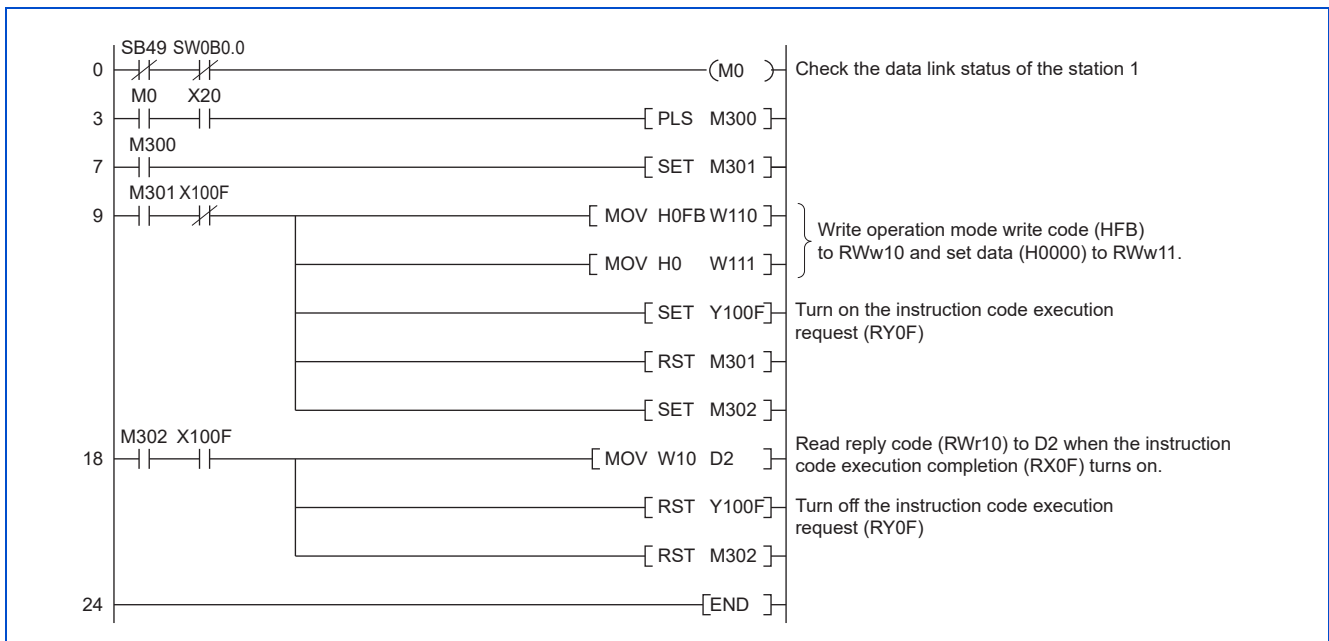 SB49 SW0B0.0
0 (M0 ) Check the data link status of the station 1
M0 X20
3 [ PLS M300 ]
M300
7 [ SET M301 ]
M301 X100F
9 [ MOV H0FB W110 ]
Write operation mode write code (HFB)
to RWw10 and set data (H0000) to RWw11.
[ MOV H0 W111 ]
[ SET Y100F] Turn on the instruction code execution
request (RY0F)
[ RST M301 ]
[ SET M302 ]
M302 X100F
18 [ MOV W10 D2 ] Read reply code (RWr10) to D2 when the instruction
code execution completion (RX0F) turns on.
[ RST Y100F] Turn off the instruction code execution
request (RY0F)
[ RST M302 ]
24 [END ]